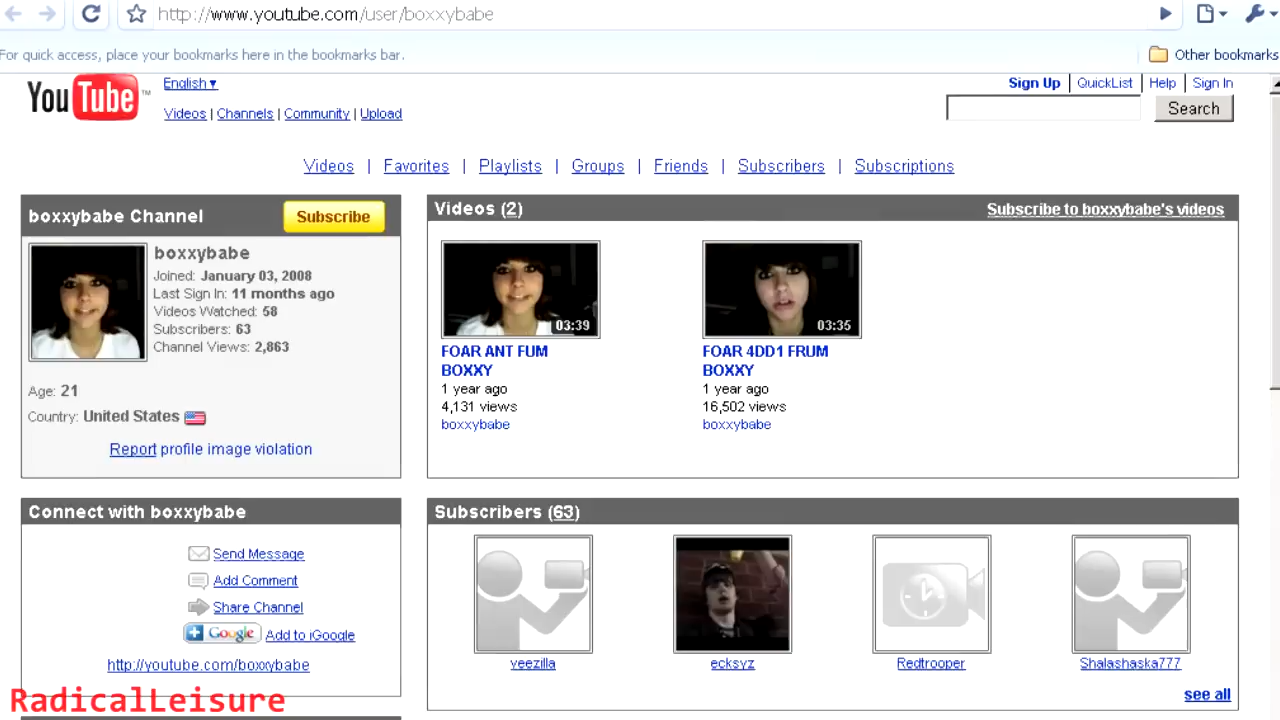 http://www.youtube.com/user/boxxybabe
For quick access, place your bookmarks here in the bookmarks bar.
Other bookmarks
YouTube™
English ▾
Sign Up | QuickList | Help | Sign In
Videos | Channels | Community | Upload
Search
Videos | Favorites | Playlists | Groups | Friends | Subscribers | Subscriptions
boxxybabe Channel
Subscribe
boxxybabe
Joined: January 03, 2008
Last Sign In: 11 months ago
Videos Watched: 58
Subscribers: 63
Channel Views: 2,863
Age: 21
Country: United States
Report profile image violation
Videos (2)
Subscribe to boxxybabe's videos
03:39
FOAR ANT FUM
BOXXY
1 year ago
4,131 views
boxxybabe
03:35
FOAR 4DD1 FRUM
BOXXY
1 year ago
16,502 views
boxxybabe
Connect with boxxybabe
Send Message
Add Comment
Share Channel
Google Add to iGoogle
http://youtube.com/boxxybabe
Subscribers (63)
veezilla
ecksyz
Redtrooper
Shalashaska777
see all
RadicalLeisure